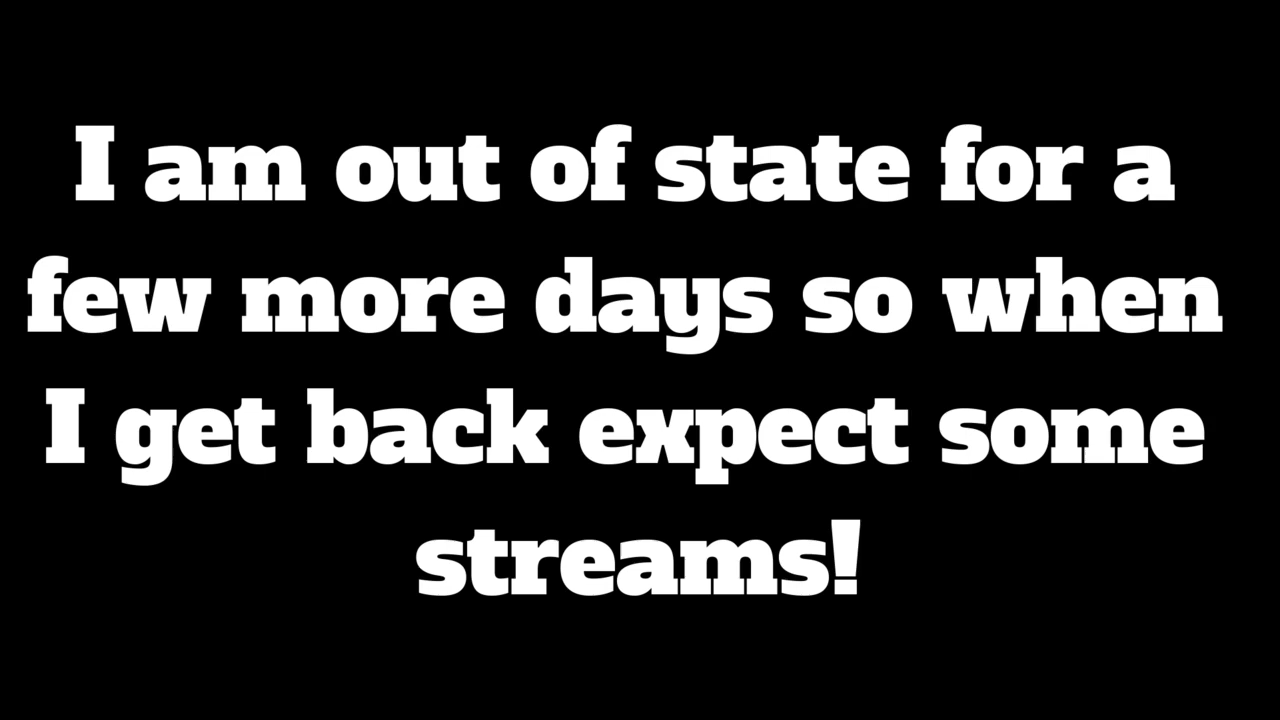 I am out of state for a
few more days so when
I get back expect some
streams!